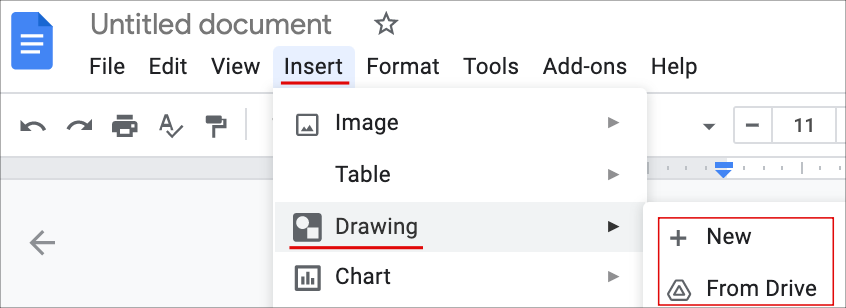 Untitled document
File Edit View Insert Format Tools Add-ons Help
11
Image
Table
Drawing
New
Chart
From Drive